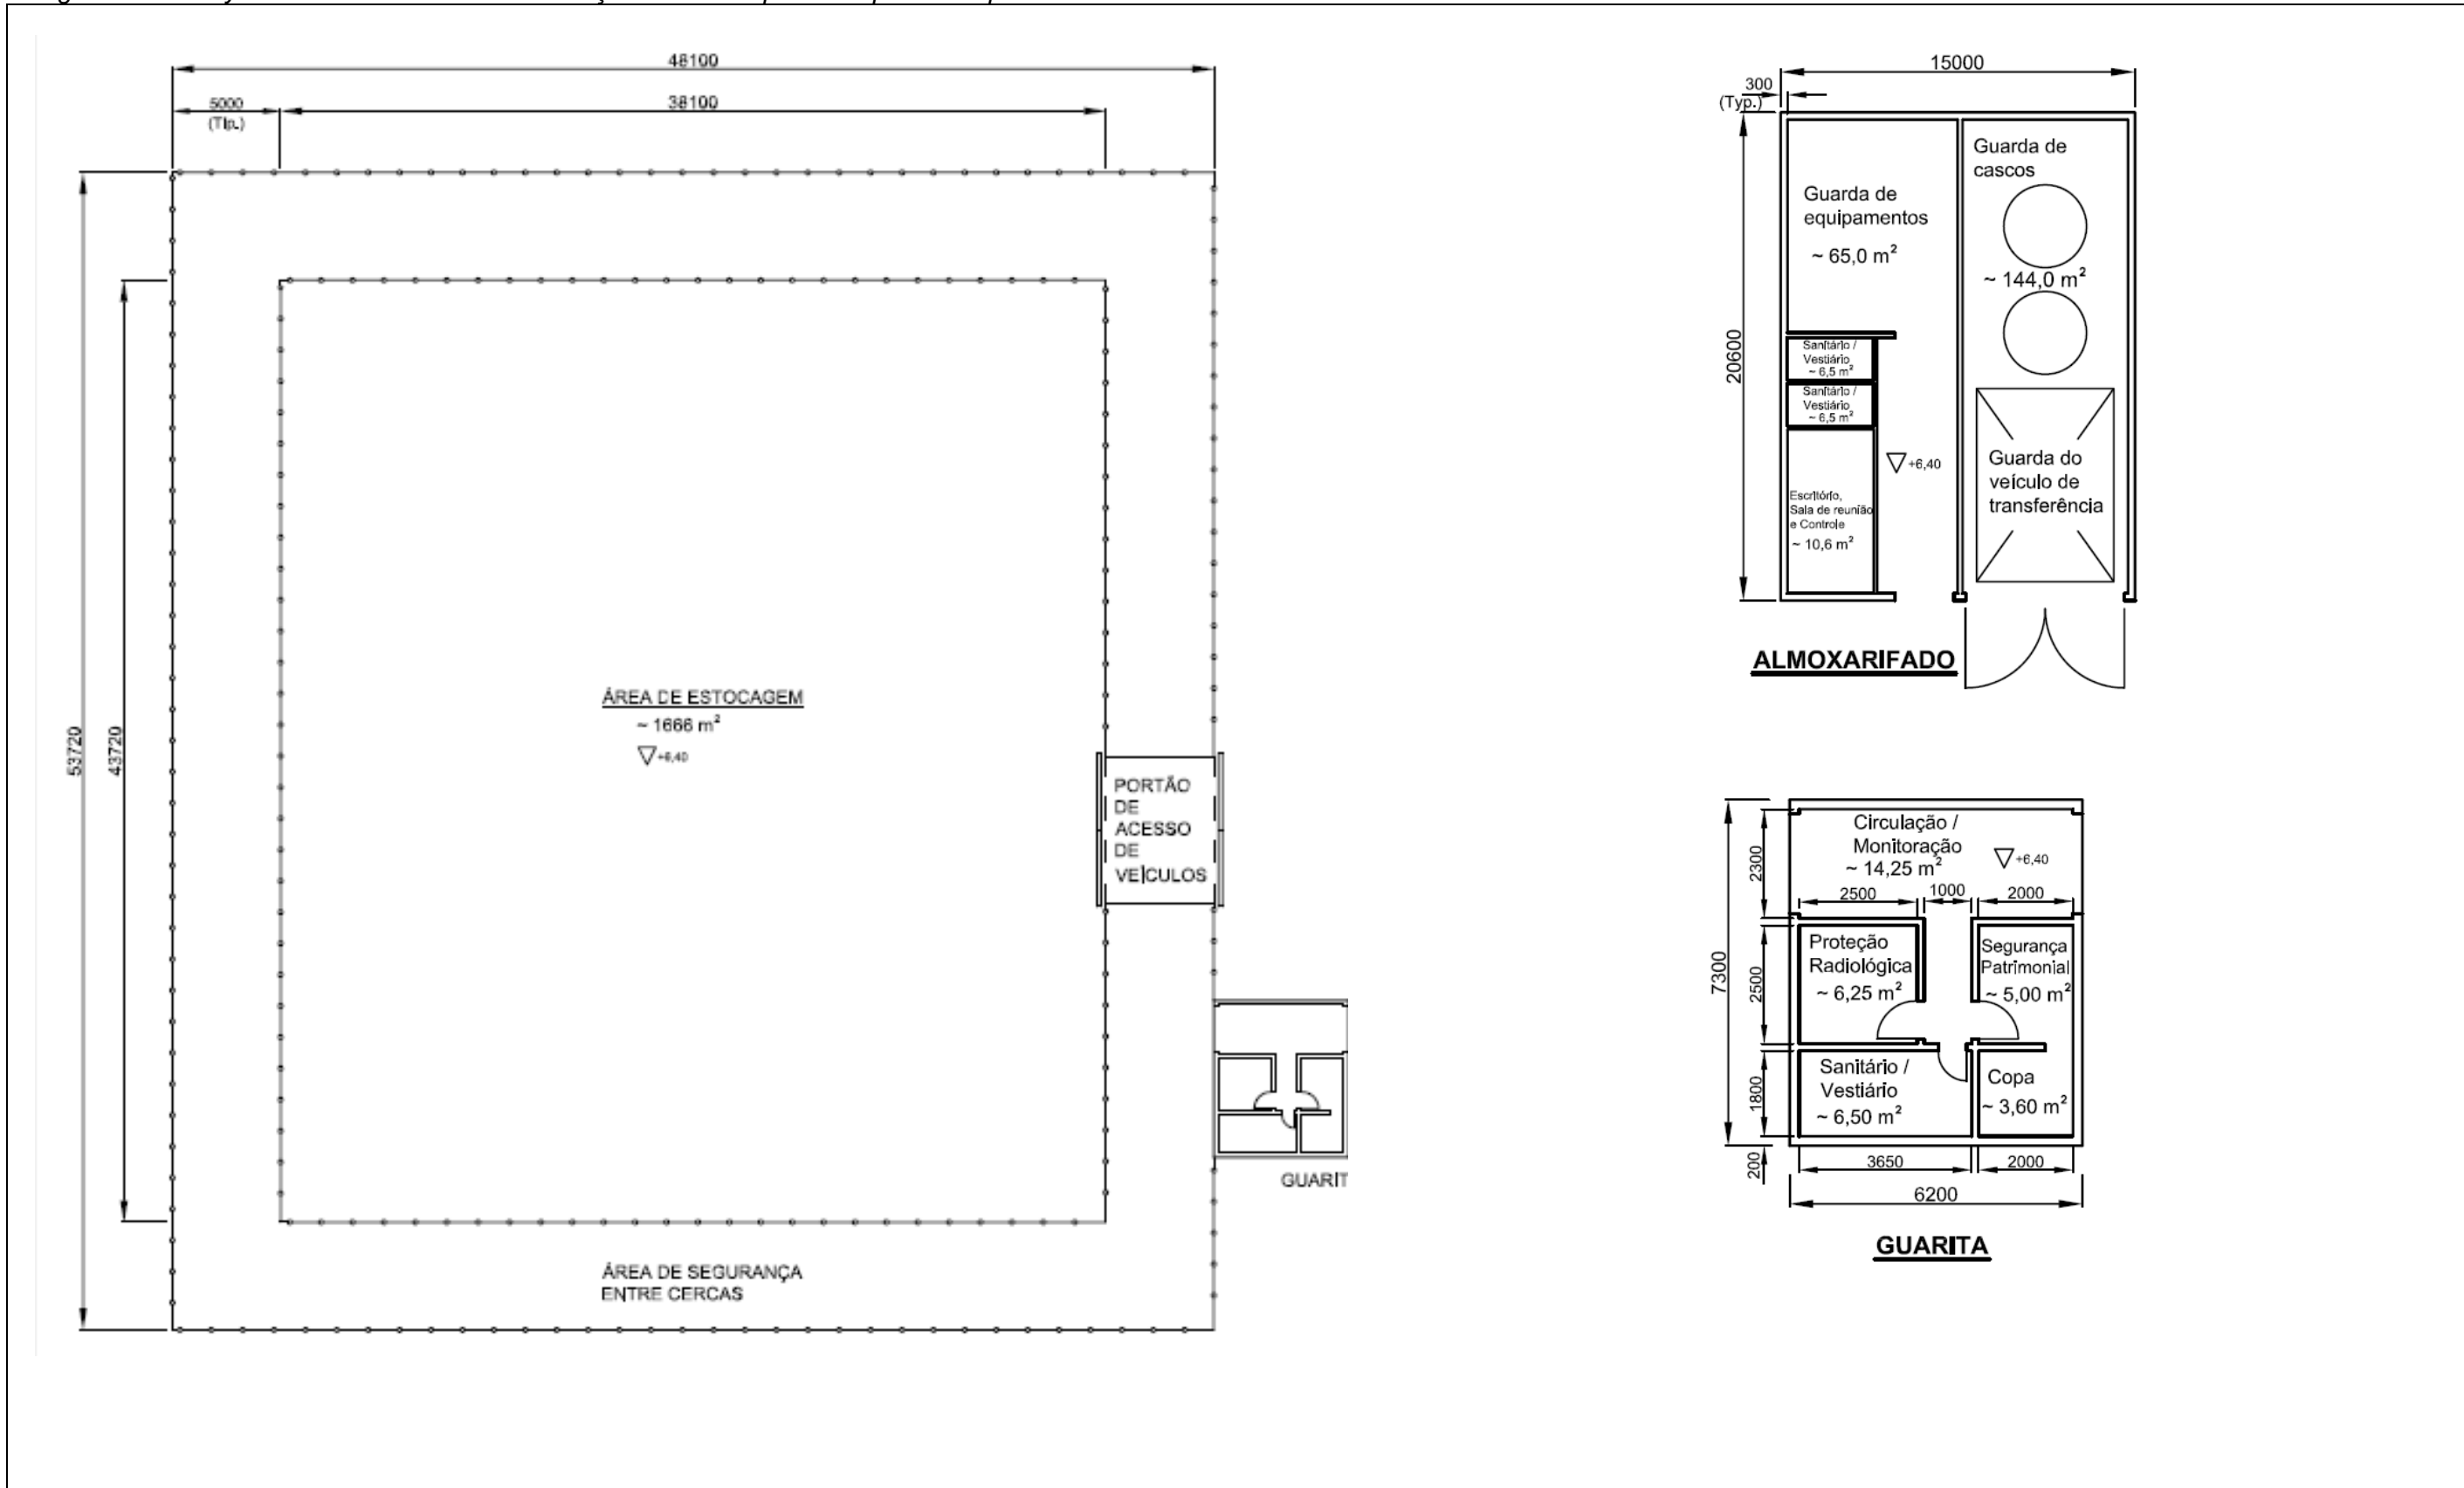 48100
5000
(Tip.)
38100
53720
43720
ÁREA DE ESTOCAGEM
~ 1666 m²
+6,40
PORTÃO
DE
ACESSO
DE
VEÍCULOS
GUARIT
ÁREA DE SEGURANÇA
ENTRE CERCAS
15000
300
(Typ.)
20600
Guarda de
equipamentos
~ 65,0 m²
Guarda de
cascos
~ 144,0 m²
Sanitário /
Vestiário
~ 6,5 m²
Sanitário /
Vestiário
~ 6,5 m²
+6,40
Escritório,
Sala de reunião
e Controle
~ 10,6 m²
Guarda do
veículo de
transferência
ALMOXARIFADO
7300
2300
2500
1800
200
Circulação /
Monitoração
~ 14,25 m²
+6,40
2500
1000
2000
Proteção
Radiológica
~ 6,25 m²
Segurança
Patrimonial
~ 5,00 m²
Sanitário /
Vestiário
~ 6,50 m²
Copa
~ 3,60 m²
3650
2000
6200
GUARITA